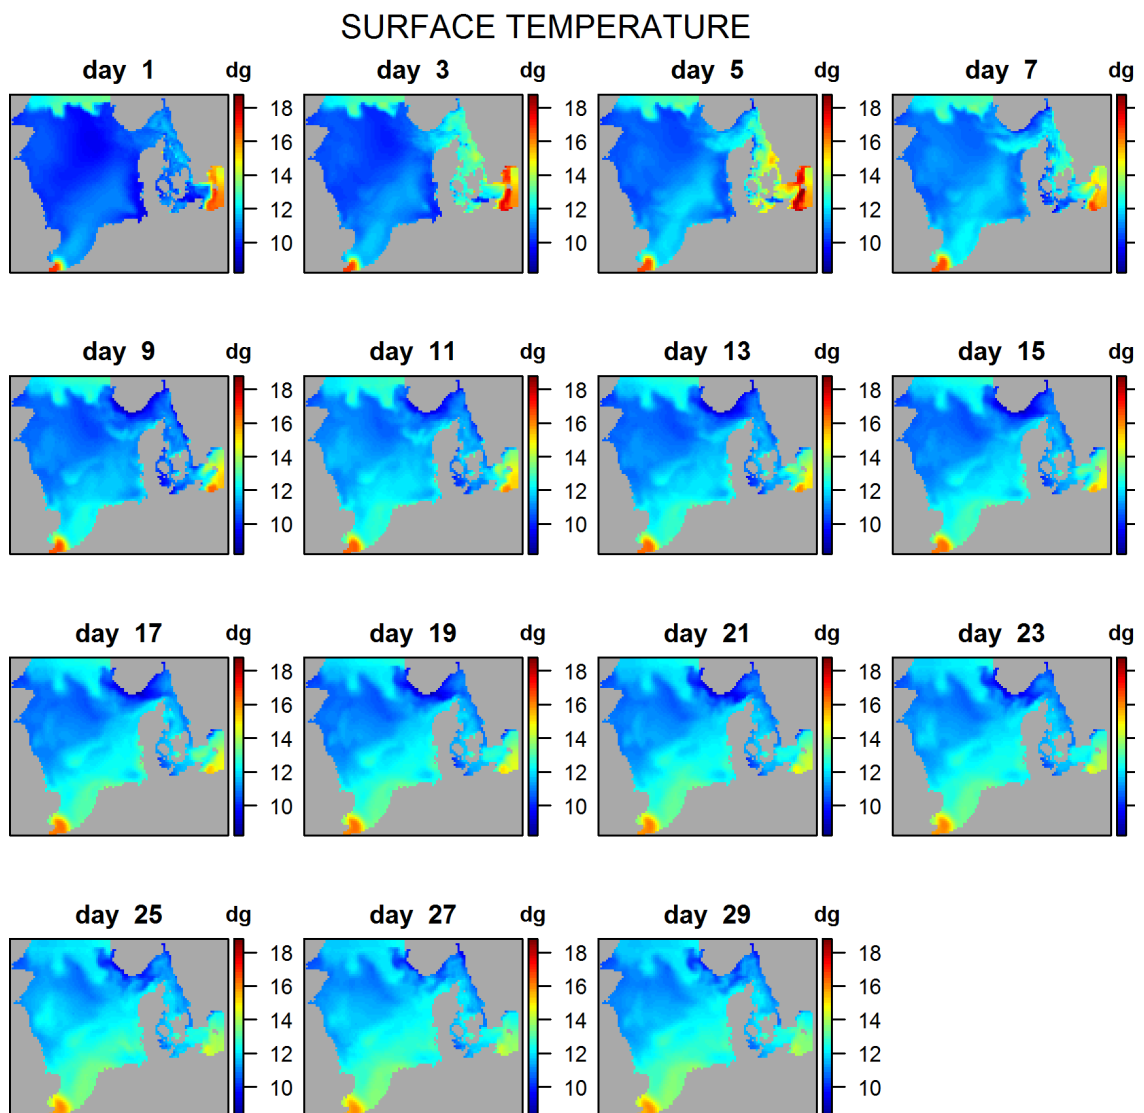 SURFACE TEMPERATURE
day 1 dg day 3 dg day 5 dg day 7 dg
18 18 18 18
16 16 16 16
14 14 14 14
12 12 12 12
10 10 10 10
day 9 dg day 11 dg day 13 dg day 15 dg
18 18 18 18
16 16 16 16
14 14 14 14
12 12 12 12
10 10 10 10
day 17 dg day 19 dg day 21 dg day 23 dg
18 18 18 18
16 16 16 16
14 14 14 14
12 12 12 12
10 10 10 10
day 25 dg day 27 dg day 29 dg
18 18 18
16 16 16
14 14 14
12 12 12
10 10 10